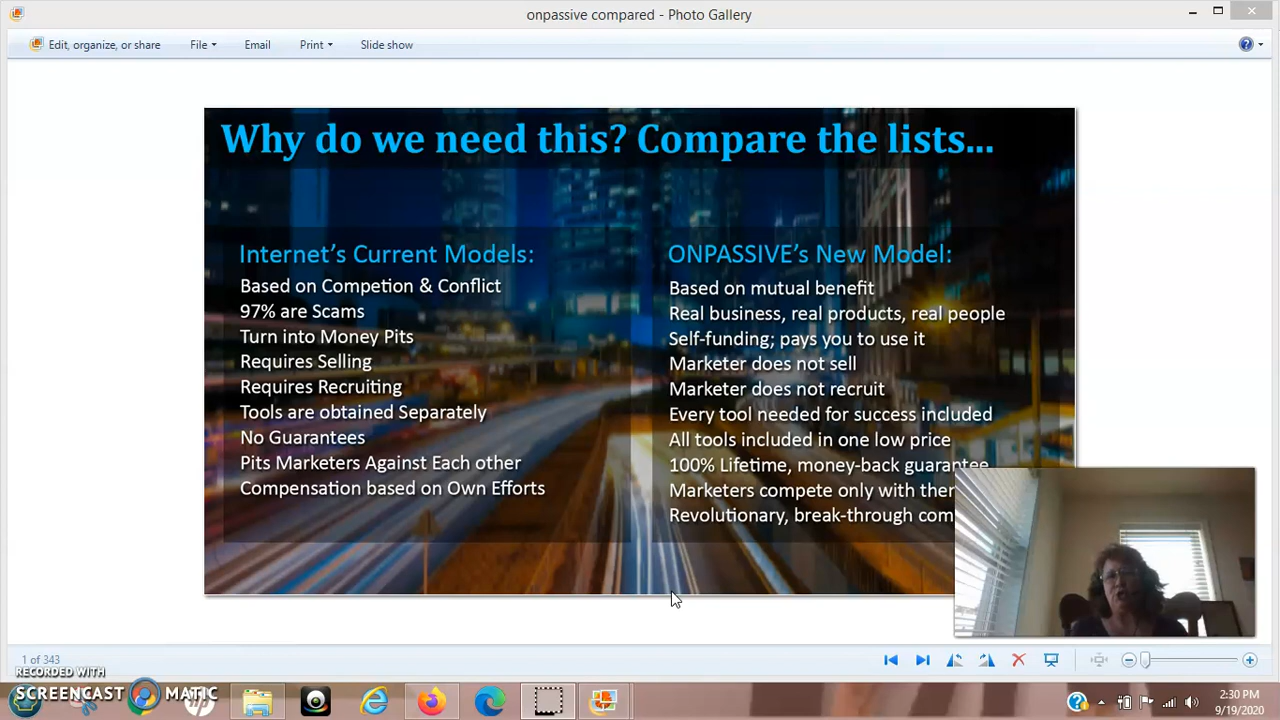 onpassive compared - Photo Gallery
Edit, organize, or share File Email Print Slide show
Why do we need this? Compare the lists...
Internet's Current Models:
Based on Competion & Conflict
97% are Scams
Turn into Money Pits
Requires Selling
Requires Recruiting
Tools are obtained Separately
No Guarantees
Pits Marketers Against Each other
Compensation based on Own Efforts
ONPASSIVE's New Model:
Based on mutual benefit
Real business, real products, real people
Self-funding; pays you to use it
Marketer does not sell
Marketer does not recruit
Every tool needed for success included
All tools included in one low price
100% Lifetime, money-back guarantee
Marketers compete only with
Revolutionary, break-through
1 of 343
RECORDED WITH
SCREENCAST MATIC
hp
2:30 PM
9/19/2020